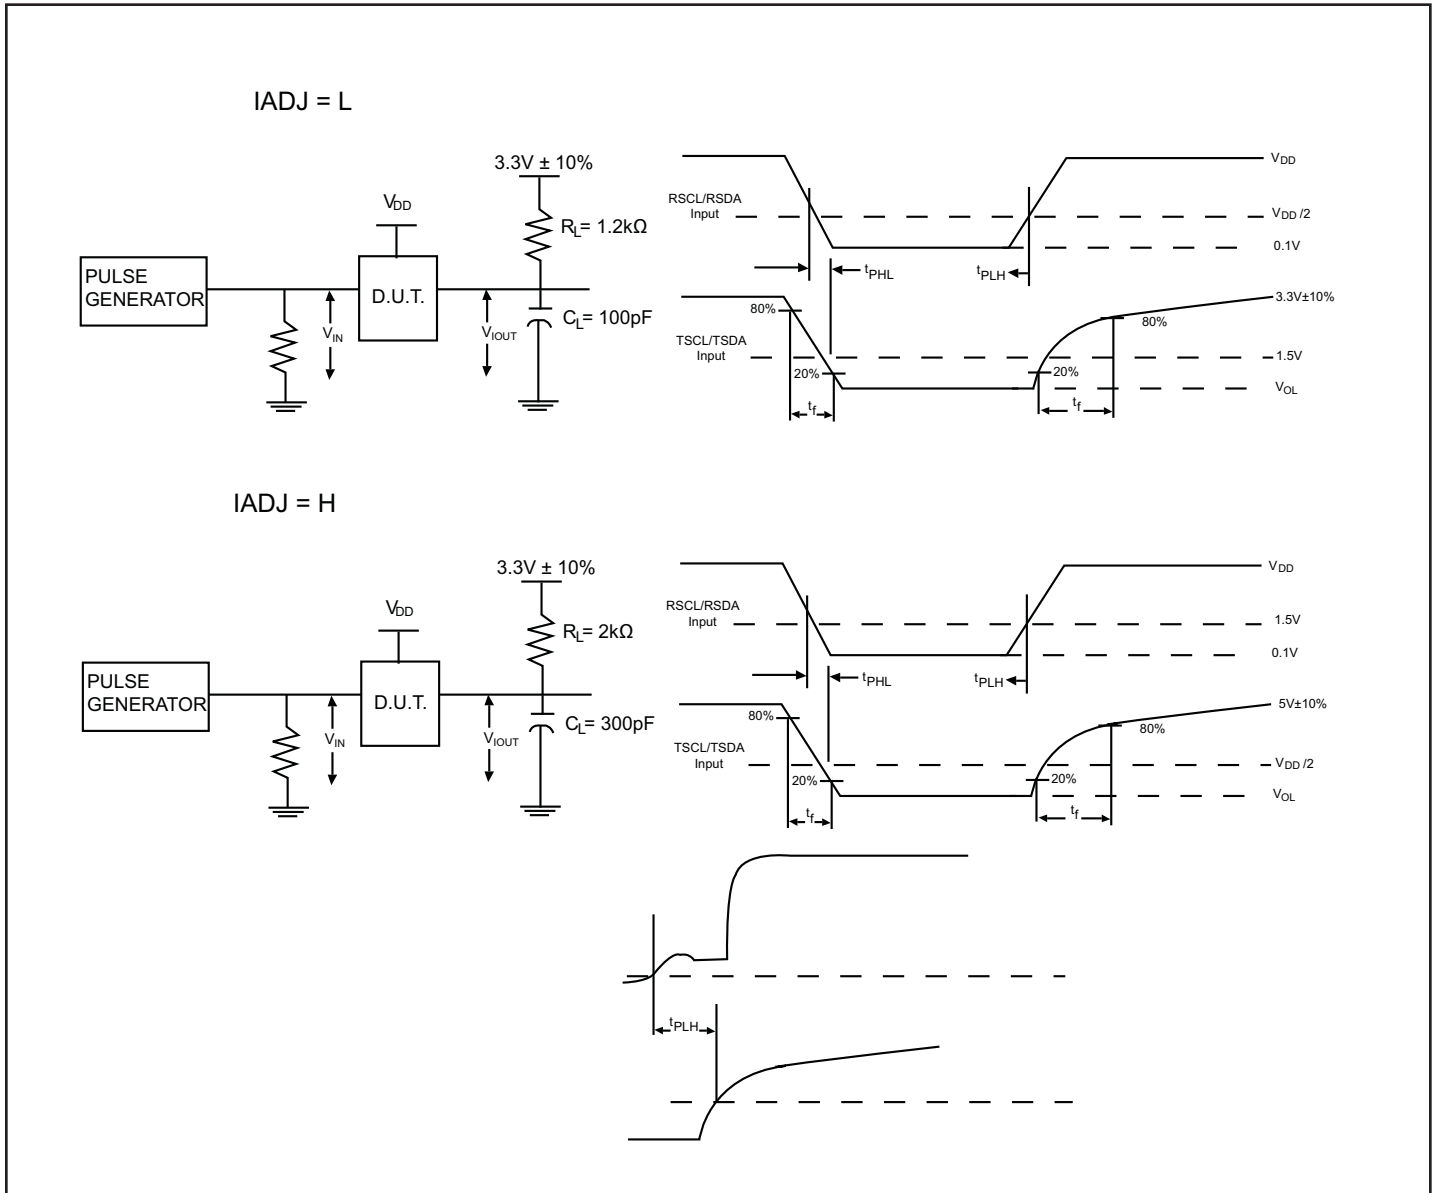 IADJ = L
3.3V ± 10%
VDD
RL= 1.2kΩ
PULSE
GENERATOR
D.U.T.
VIN
VIOUT
CL= 100pF
VDD
RSCL/RSDA
Input
VDD /2
0.1V
tPHL
tPLH
3.3V±10%
80%
80%
TSCL/TSDA
Input
1.5V
20%
20%
VOL
tf
tf
IADJ = H
3.3V ± 10%
VDD
RL= 2kΩ
PULSE
GENERATOR
D.U.T.
VIN
VIOUT
CL= 300pF
VDD
RSCL/RSDA
Input
1.5V
0.1V
tPHL
tPLH
5V±10%
80%
80%
TSCL/TSDA
Input
VDD /2
20%
20%
VOL
tf
tf
tPLH